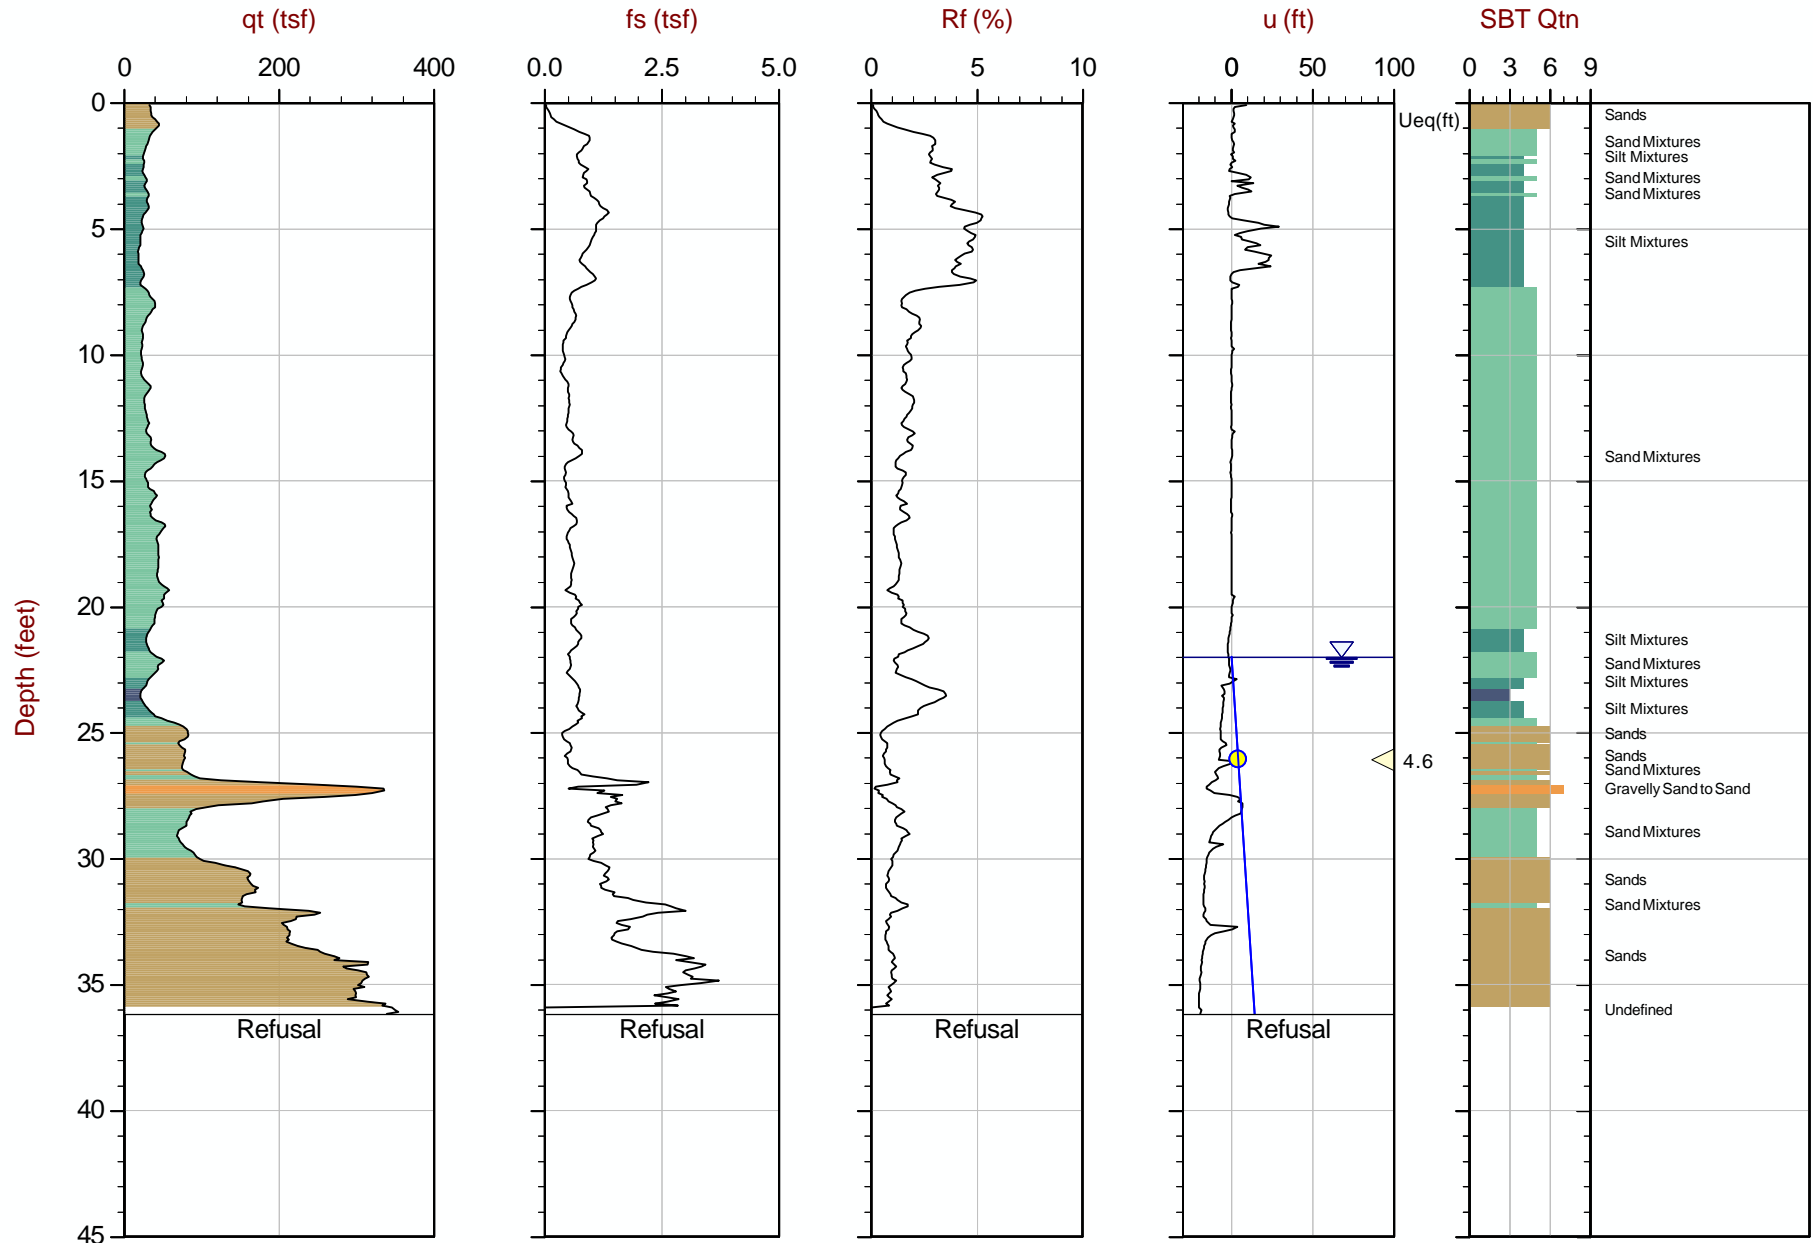 qt (tsf) fs (tsf) Rf (%) u (ft) SBT Qtn
0 200 400 0.0 2.5 5.0 0 5 10 0 50 100 0 3 6 9
0
Ueq(ft)
Sands
Sand Mixtures
Silt Mixtures
Sand Mixtures
Sand Mixtures
5
Silt Mixtures
10
Sand Mixtures
15
20
Silt Mixtures
Sand Mixtures
Silt Mixtures
Silt Mixtures
Depth (feet)
25
Sands
Sands
4.6
Sand Mixtures
Gravelly Sand to Sand
Sand Mixtures
30
Sands
Sand Mixtures
Sands
35
Undefined
Refusal Refusal Refusal Refusal
40
45